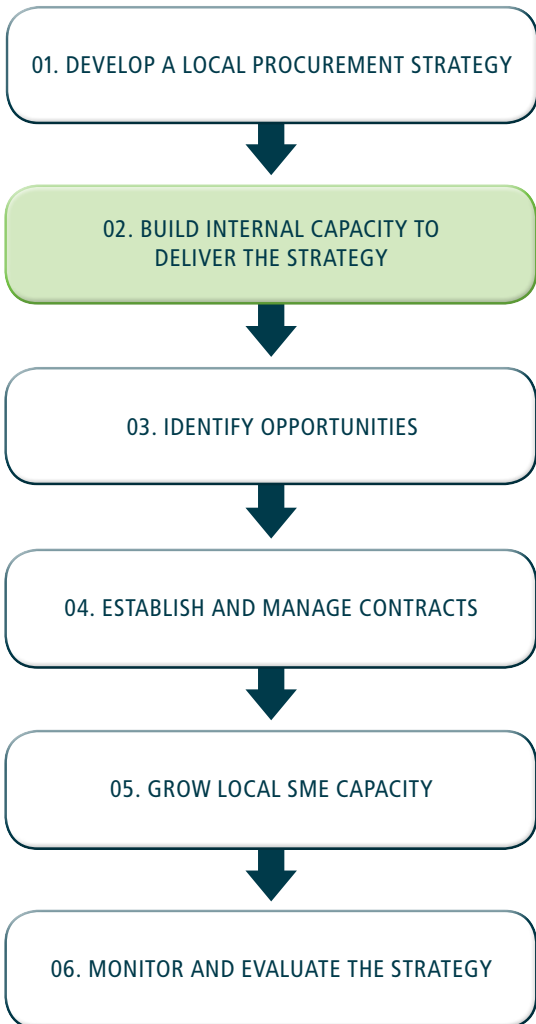 01. DEVELOP A LOCAL PROCUREMENT STRATEGY
02. BUILD INTERNAL CAPACITY TO
DELIVER THE STRATEGY
03. IDENTIFY OPPORTUNITIES
04. ESTABLISH AND MANAGE CONTRACTS
05. GROW LOCAL SME CAPACITY
06. MONITOR AND EVALUATE THE STRATEGY